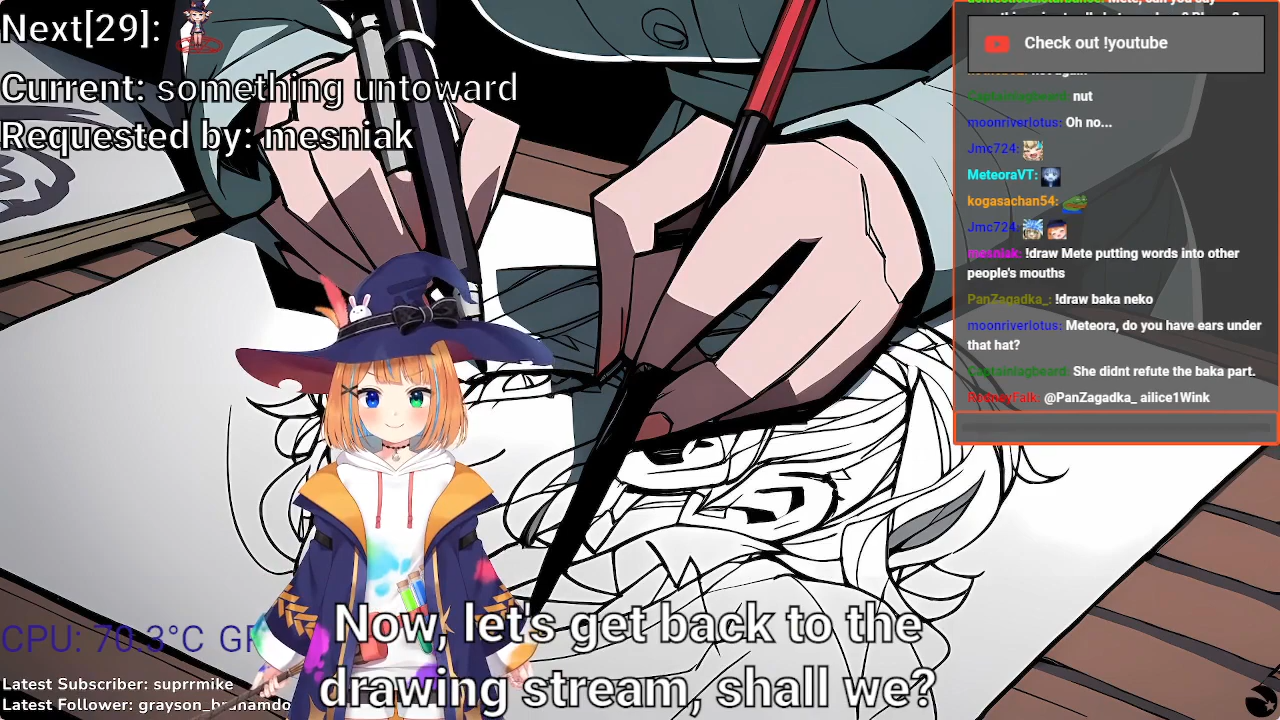 Next[29]:
Current: something untoward
Requested by: mesniak
CPU: 70.3°C
Latest Subscriber: suprrmike
Latest Follower:
Now, let's get back to the
drawing stream, shall we?
Check out !youtube
Captainlagbeard: nut
moonriverlotus: Oh no...
Jmc724:
MeteoraVT:
kogasachan54:
Jmc724:
mesniak: !draw Mete putting words into other
people's mouths
PanZagadka_: !draw baka neko
moonriverlotus: Meteora, do you have ears under
that hat?
Captainlagbeard: She didnt refute the baka part.
RodneyFalk: @PanZagadka_ ailice1Wink